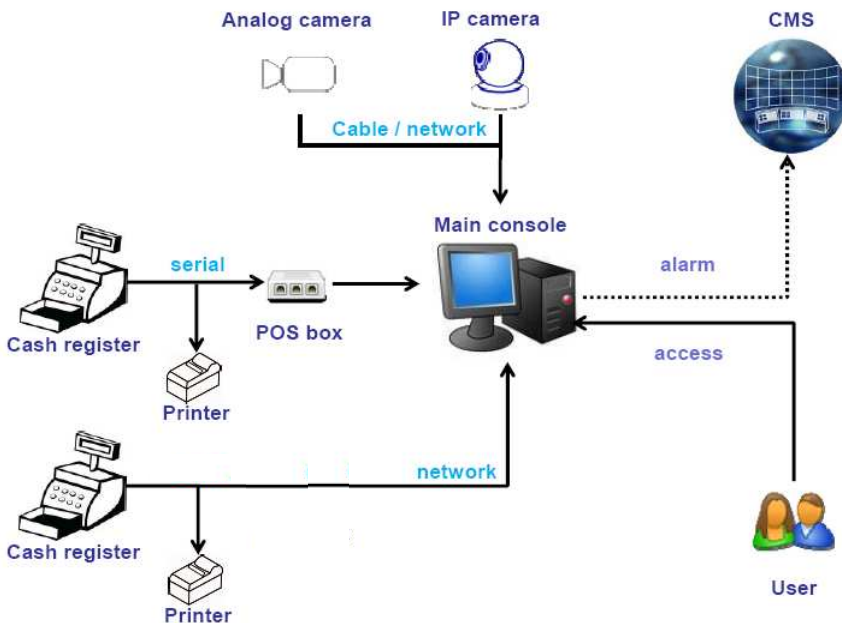 Analog camera
IP camera
CMS
Cable / network
Main console
serial
alarm
POS box
Cash register
access
Printer
network
Cash register
User
Printer